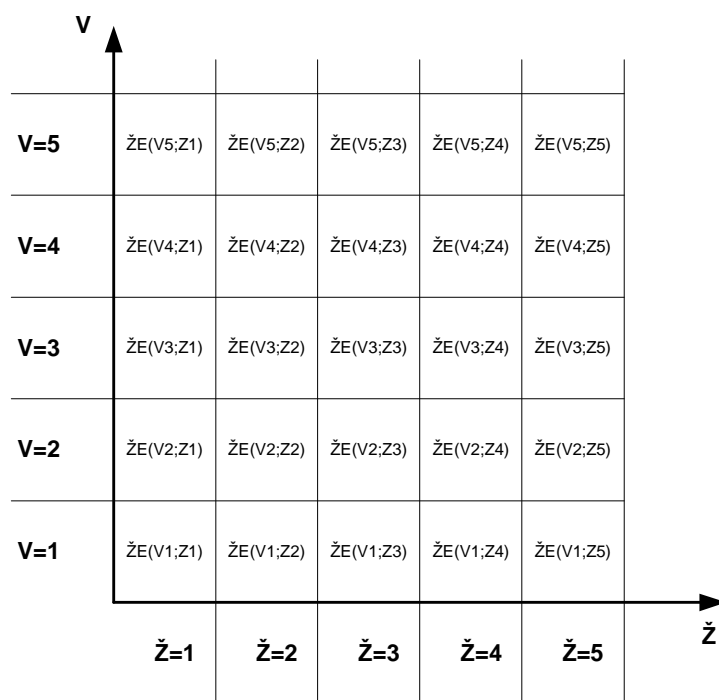 V
V=5 ŽE(V5;Z1) ŽE(V5;Z2) ŽE(V5;Z3) ŽE(V5;Z4) ŽE(V5;Z5)
V=4 ŽE(V4;Z1) ŽE(V4;Z2) ŽE(V4;Z3) ŽE(V4;Z4) ŽE(V4;Z5)
V=3 ŽE(V3;Z1) ŽE(V3;Z2) ŽE(V3;Z3) ŽE(V3;Z4) ŽE(V3;Z5)
V=2 ŽE(V2;Z1) ŽE(V2;Z2) ŽE(V2;Z3) ŽE(V2;Z4) ŽE(V2;Z5)
V=1 ŽE(V1;Z1) ŽE(V1;Z2) ŽE(V1;Z3) ŽE(V1;Z4) ŽE(V1;Z5)
Ž
Ž=1 Ž=2 Ž=3 Ž=4 Ž=5